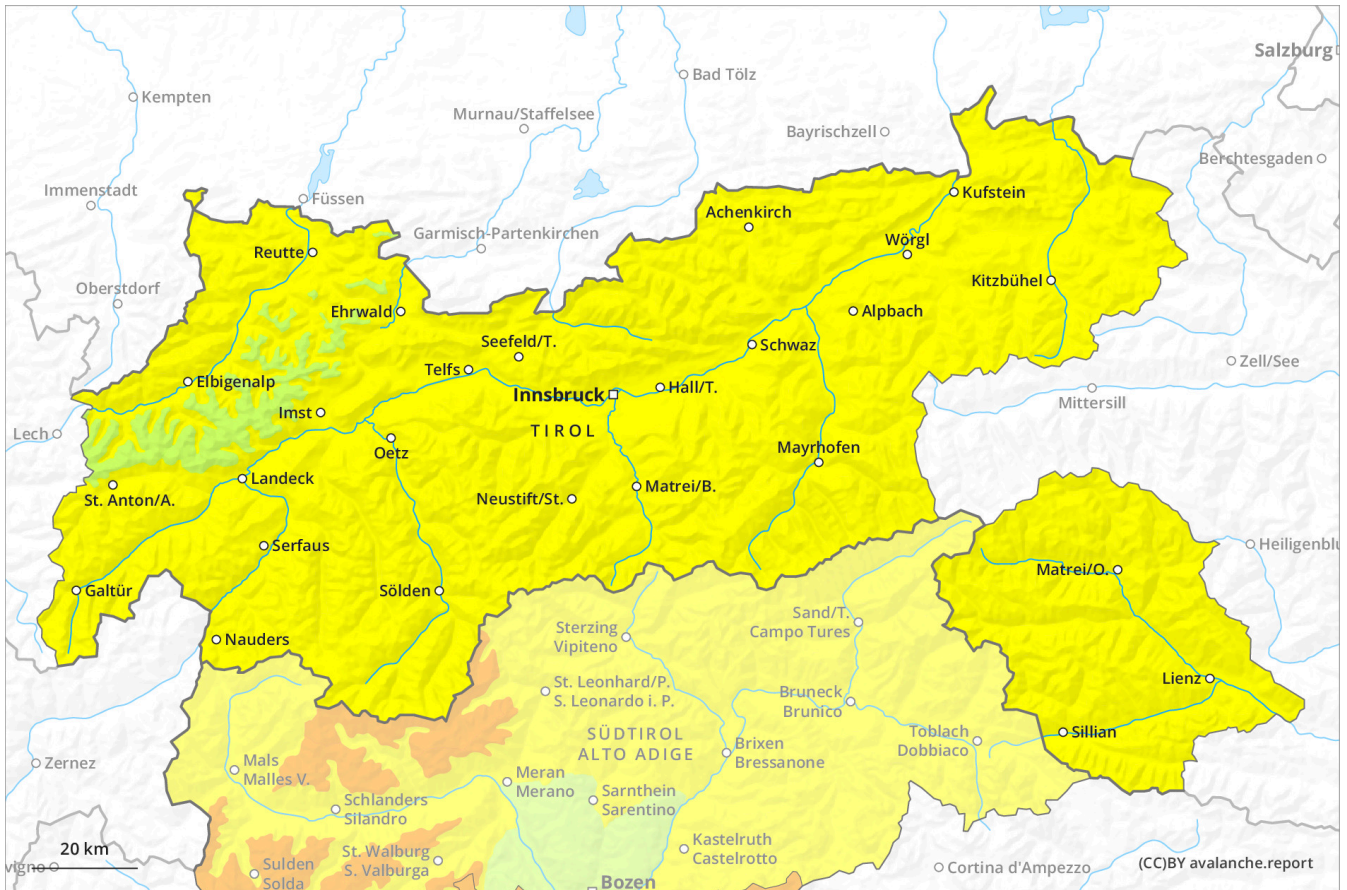 Salzburg
Bad Tölz
Kempten
Murnau/Staffelsee
Bayrischzell
Berchtesgaden
Immenstadt
Füssen
Kufstein
Achenkirch
Garmisch-Partenkirchen
Wörgl
Reutte
Kitzbühel
Oberstdorf
Ehrwald
Alpbach
Seefeld/T.
Schwaz
Zell/See
Telfs
Elbigenalp
Hall/T.
Innsbruck
Mittersill
Imst
TIROL
Lech
Oetz
Mayrhofen
Landeck
Matrei/B.
St. Anton/A.
Neustift/St.
Serfaus
Heiligenblu
Matrei/O.
Galtür
Sölden
Sand/T.
Campo Tures
Sterzing
Vipiteno
Nauders
Lienz
St. Leonhard/P.
S. Leonardo i. P.
Bruneck
Brunico
SÜDTIROL
ALTO ADIGE
Toblach
Dobbiaco
Sillian
Brixen
Bressanone
Zernez
Mals
Malles V.
Meran
Merano
Sarnthein
Sarentino
Schlanders
Silandro
Kastelruth
Castelrotto
20 km
St. Walburg
S. Valburga
vigno
Sulden
Solda
Cortina d'Ampezzo
(CC)BY avalanche.report
Bozen